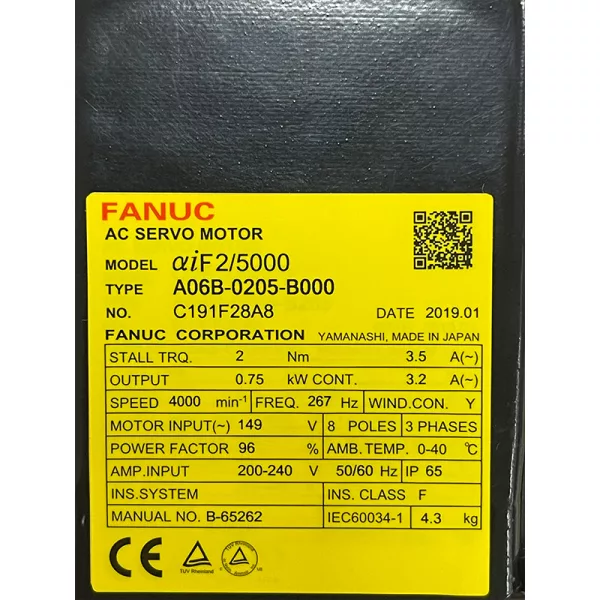 FANUC
AC SERVO MOTOR
MODEL αiF2/5000
TYPE A06B-0205-B000
NO. C191F28A8 DATE 2019.01
FANUC CORPORATION YAMANASHI, MADE IN JAPAN
STALL TRQ. 2 Nm 3.5 A(~)
OUTPUT 0.75 kW CONT. 3.2 A(~)
SPEED 4000 min-1 FREQ. 267 Hz WIND.CON. Y
MOTOR INPUT(~) 149 V 8 POLES 3 PHASES
POWER FACTOR 96 % AMB.TEMP. 0-40 ℃
AMP.INPUT 200-240 V 50/60 Hz IP 65
INS.SYSTEM INS. CLASS F
MANUAL NO. B-65262 IEC60034-1 4.3 kg
CE
TUV Rheinland